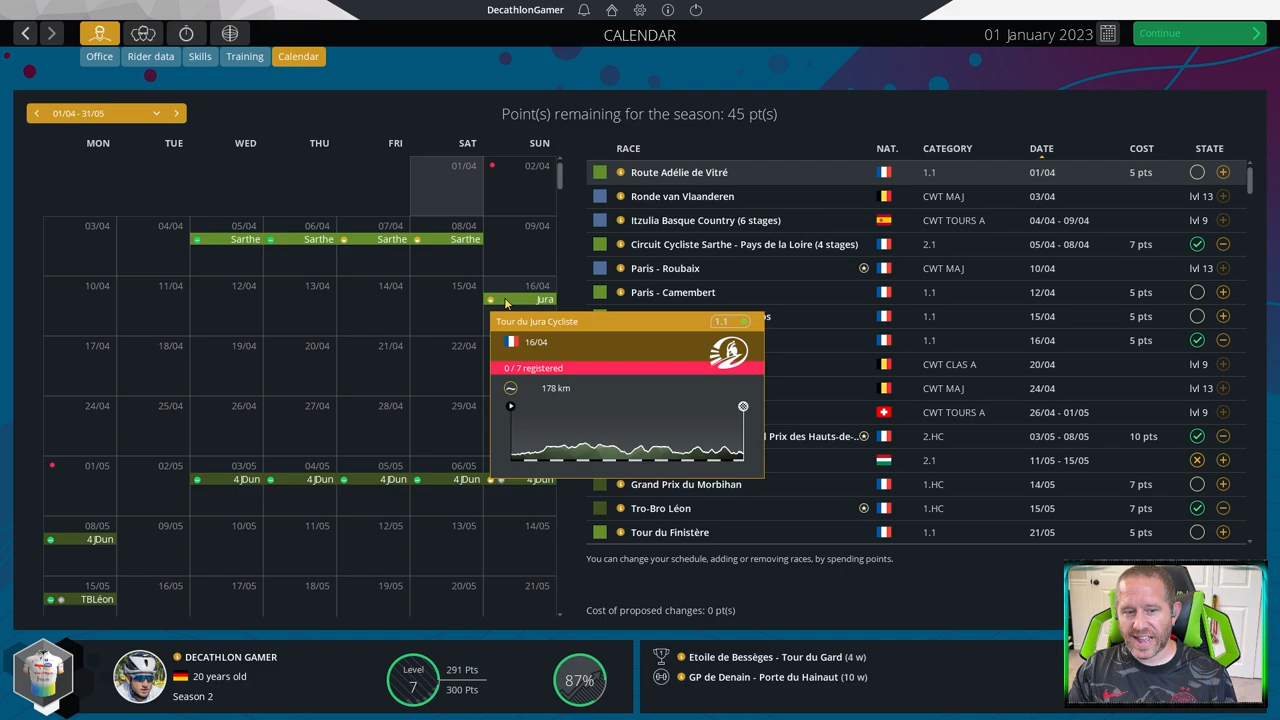 DecathlonGamer
CALENDAR
01 January 2023
Continue
Office
Rider data
Skills
Training
Calendar
01/04 - 31/05
Point(s) remaining for the season: 45 pt(s)
MON TUE WED THU FRI SAT SUN
01/04 02/04
03/04 04/04 05/04 06/04 07/04 08/04 09/04
Sarthe Sarthe Sarthe Sarthe
10/04 11/04 12/04 13/04 14/04 15/04 16/04
Jura
17/04 18/04 19/04 20/04 21/04 22/04
24/04 25/04 26/04 27/04 28/04 29/04
01/05 02/05 03/05 04/05 05/05 06/05
4JDun 4JDun 4JDun 4JDun 4JDun
08/05 09/05 10/05 11/05 12/05 13/05 14/05
4JDun
15/05 16/05 17/05 18/05 19/05 20/05 21/05
TBLéon
Tour du Jura Cycliste 1.1
16/04
0 / 7 registered
178 km
RACE NAT. CATEGORY DATE COST STATE
Route Adélie de Vitré 1.1 01/04 5 pts
Ronde van Vlaanderen CWT MAJ 03/04 lvl 13
Itzulia Basque Country (6 stages) CWT TOURS A 04/04 - 09/04 lvl 9
Circuit Cycliste Sarthe - Pays de la Loire (4 stages) 2.1 05/04 - 08/04 7 pts
Paris - Roubaix CWT MAJ 10/04 lvl 13
Paris - Camembert 1.1 12/04 5 pts
1.1 15/04 5 pts
1.1 16/04 5 pts
CWT CLAS A 20/04 lvl 9
CWT MAJ 24/04 lvl 13
CWT TOURS A 26/04 - 01/05 lvl 9
Prix des Hauts-de-.. 2.HC 03/05 - 08/05 10 pts
2.1 11/05 - 15/05
Grand Prix du Morbihan 1.HC 14/05 7 pts
Tro-Bro Léon 1.HC 15/05 7 pts
Tour du Finistère 1.1 21/05 5 pts
You can change your schedule, adding or removing races, by spending points.
Cost of proposed changes: 0 pt(s)
DECATHLON GAMER
20 years old
Season 2
Level
7
291 Pts
300 Pts
87%
Etoile de Bessèges - Tour du Gard (4 w)
GP de Denain - Porte du Hainaut (10 w)